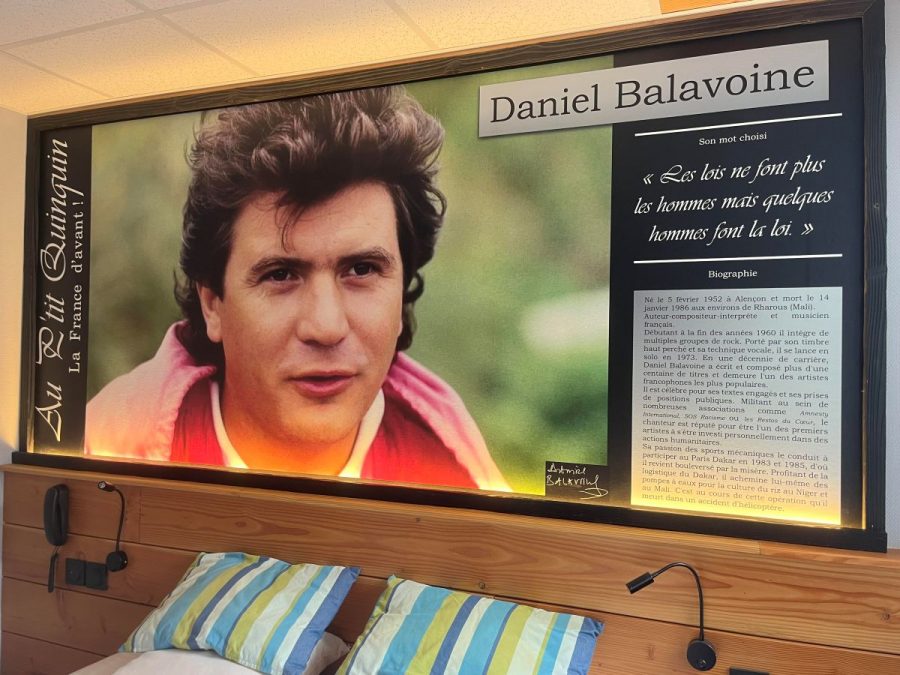 Au P'tit Quinquin
La France d'avant !
Daniel Balavoine
Son mot choisi
« Les lois ne font plus
les hommes mais quelques
hommes font la loi. »
Biographie
Né le 5 février 1952 à Alençon et mort le 14
janvier 1986 aux environs de Rharous (Mali).
Auteur-compositeur-interprète et musicien
français.
Débutant à la fin des années 1960 il intègre de
multiples groupes de rock. Porté par son timbre
haut perché et sa technique vocale, il se lance en
solo en 1973. En une décennie de carrière,
Daniel Balavoine a écrit et composé plus d'une
centaine de titres et demeure l'un des artistes
francophones les plus populaires.
Il est célèbre pour ses textes engagés et ses prises
de positions publiques. Militant au sein de
nombreuses associations comme Amnesty
International, SOS Racisme ou les Restos du Cœur, le
chanteur est réputé pour être l'un des premiers
artistes à s'être investi personnellement dans des
actions humanitaires.
Sa passion des sports mécaniques le conduit à
participer au Paris Dakar en 1983 et 1985, d'où
il revient bouleversé par la misère. Profitant de la
logistique du Dakar, il achemine lui-même des
pompes à eaux pour la culture du riz au Niger et
au Mali. C'est au cours de cette opération qu'il
meurt dans un accident d'hélicoptère.
BALAVOINE